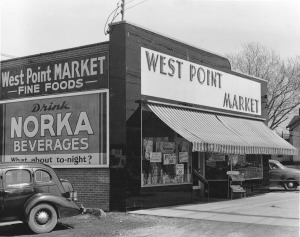 West Point MARKET
FINE FOODS
Drink
NORKA
BEVERAGES
What about to-night?
WEST POINT
MARKET